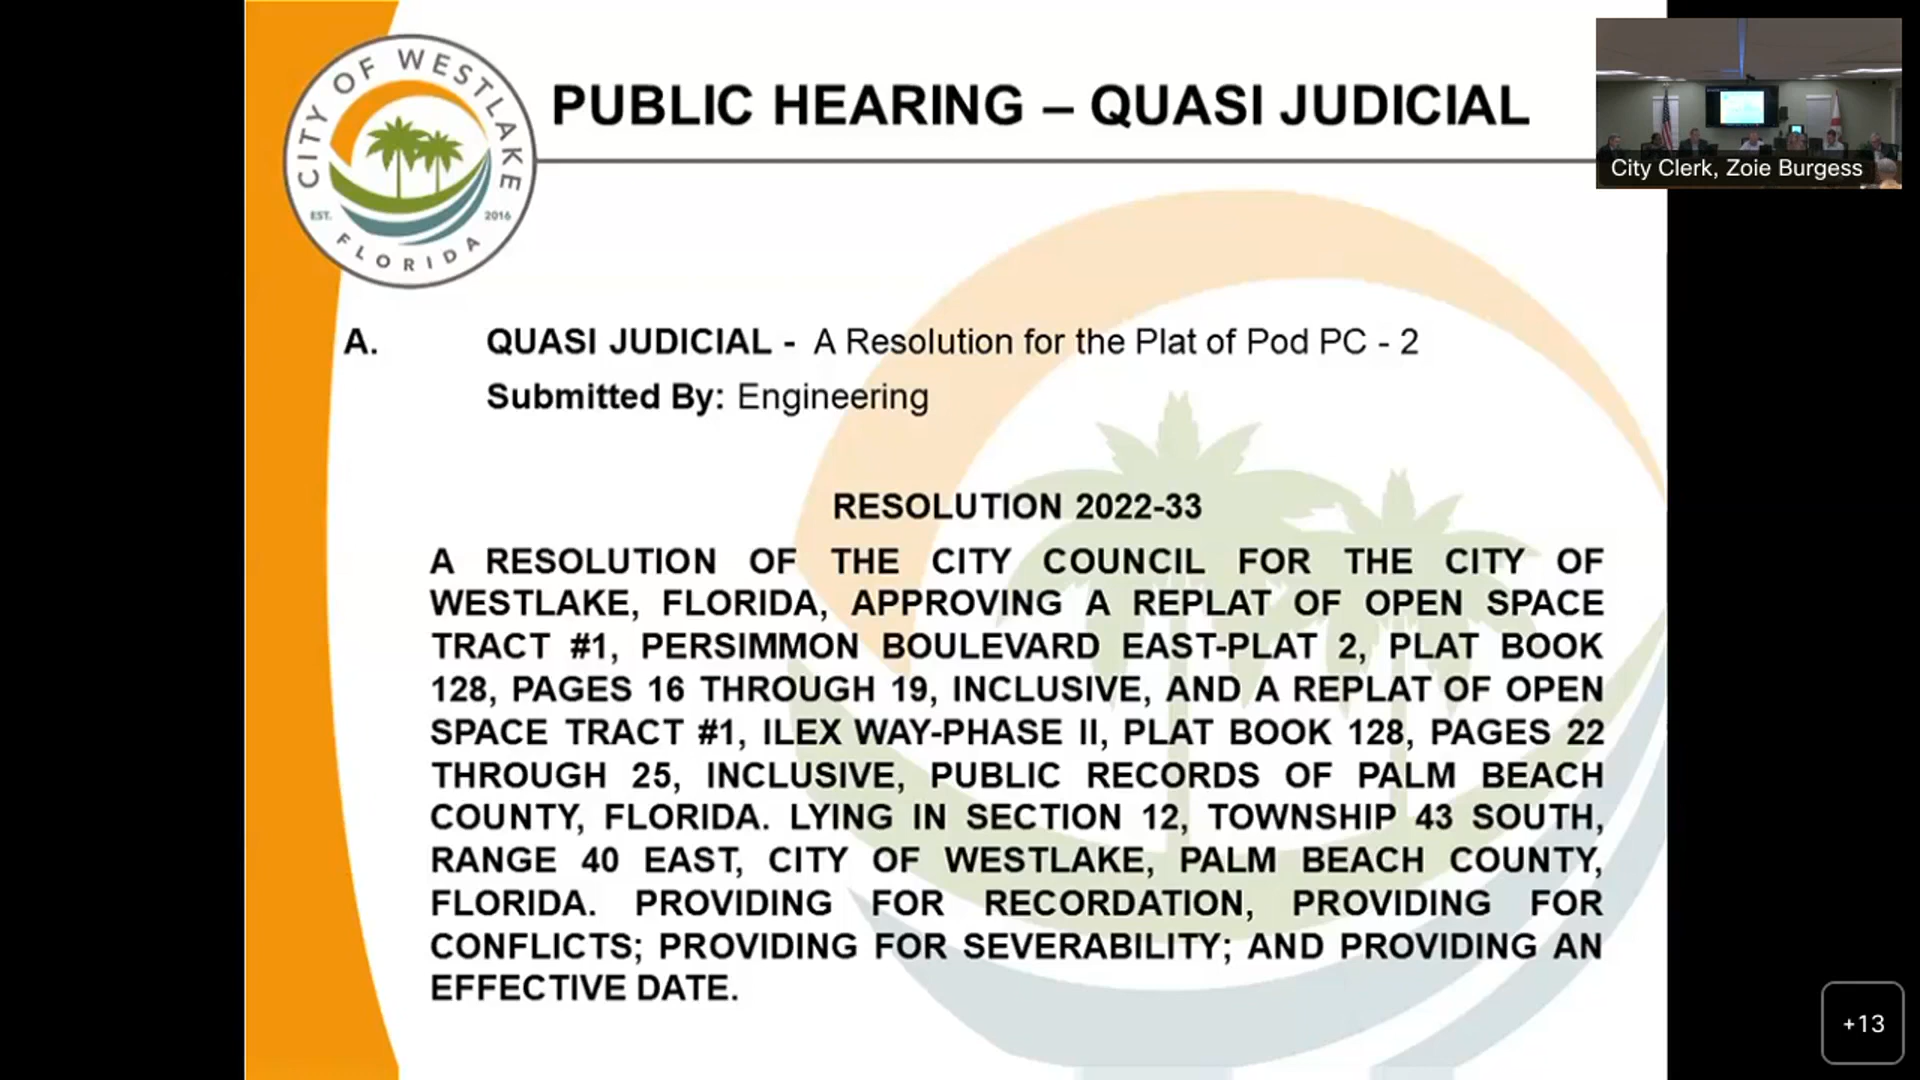 CITY OF WESTLAKE
EST. 2016
FLORIDA
PUBLIC HEARING – QUASI JUDICIAL
City Clerk, Zoie Burgess
A. QUASI JUDICIAL - A Resolution for the Plat of Pod PC - 2
Submitted By: Engineering
RESOLUTION 2022-33
A RESOLUTION OF THE CITY COUNCIL FOR THE CITY OF
WESTLAKE, FLORIDA, APPROVING A REPLAT OF OPEN SPACE
TRACT #1, PERSIMMON BOULEVARD EAST-PLAT 2, PLAT BOOK
128, PAGES 16 THROUGH 19, INCLUSIVE, AND A REPLAT OF OPEN
SPACE TRACT #1, ILEX WAY-PHASE II, PLAT BOOK 128, PAGES 22
THROUGH 25, INCLUSIVE, PUBLIC RECORDS OF PALM BEACH
COUNTY, FLORIDA. LYING IN SECTION 12, TOWNSHIP 43 SOUTH,
RANGE 40 EAST, CITY OF WESTLAKE, PALM BEACH COUNTY,
FLORIDA. PROVIDING FOR RECORDATION, PROVIDING FOR
CONFLICTS; PROVIDING FOR SEVERABILITY; AND PROVIDING AN
EFFECTIVE DATE.
+13